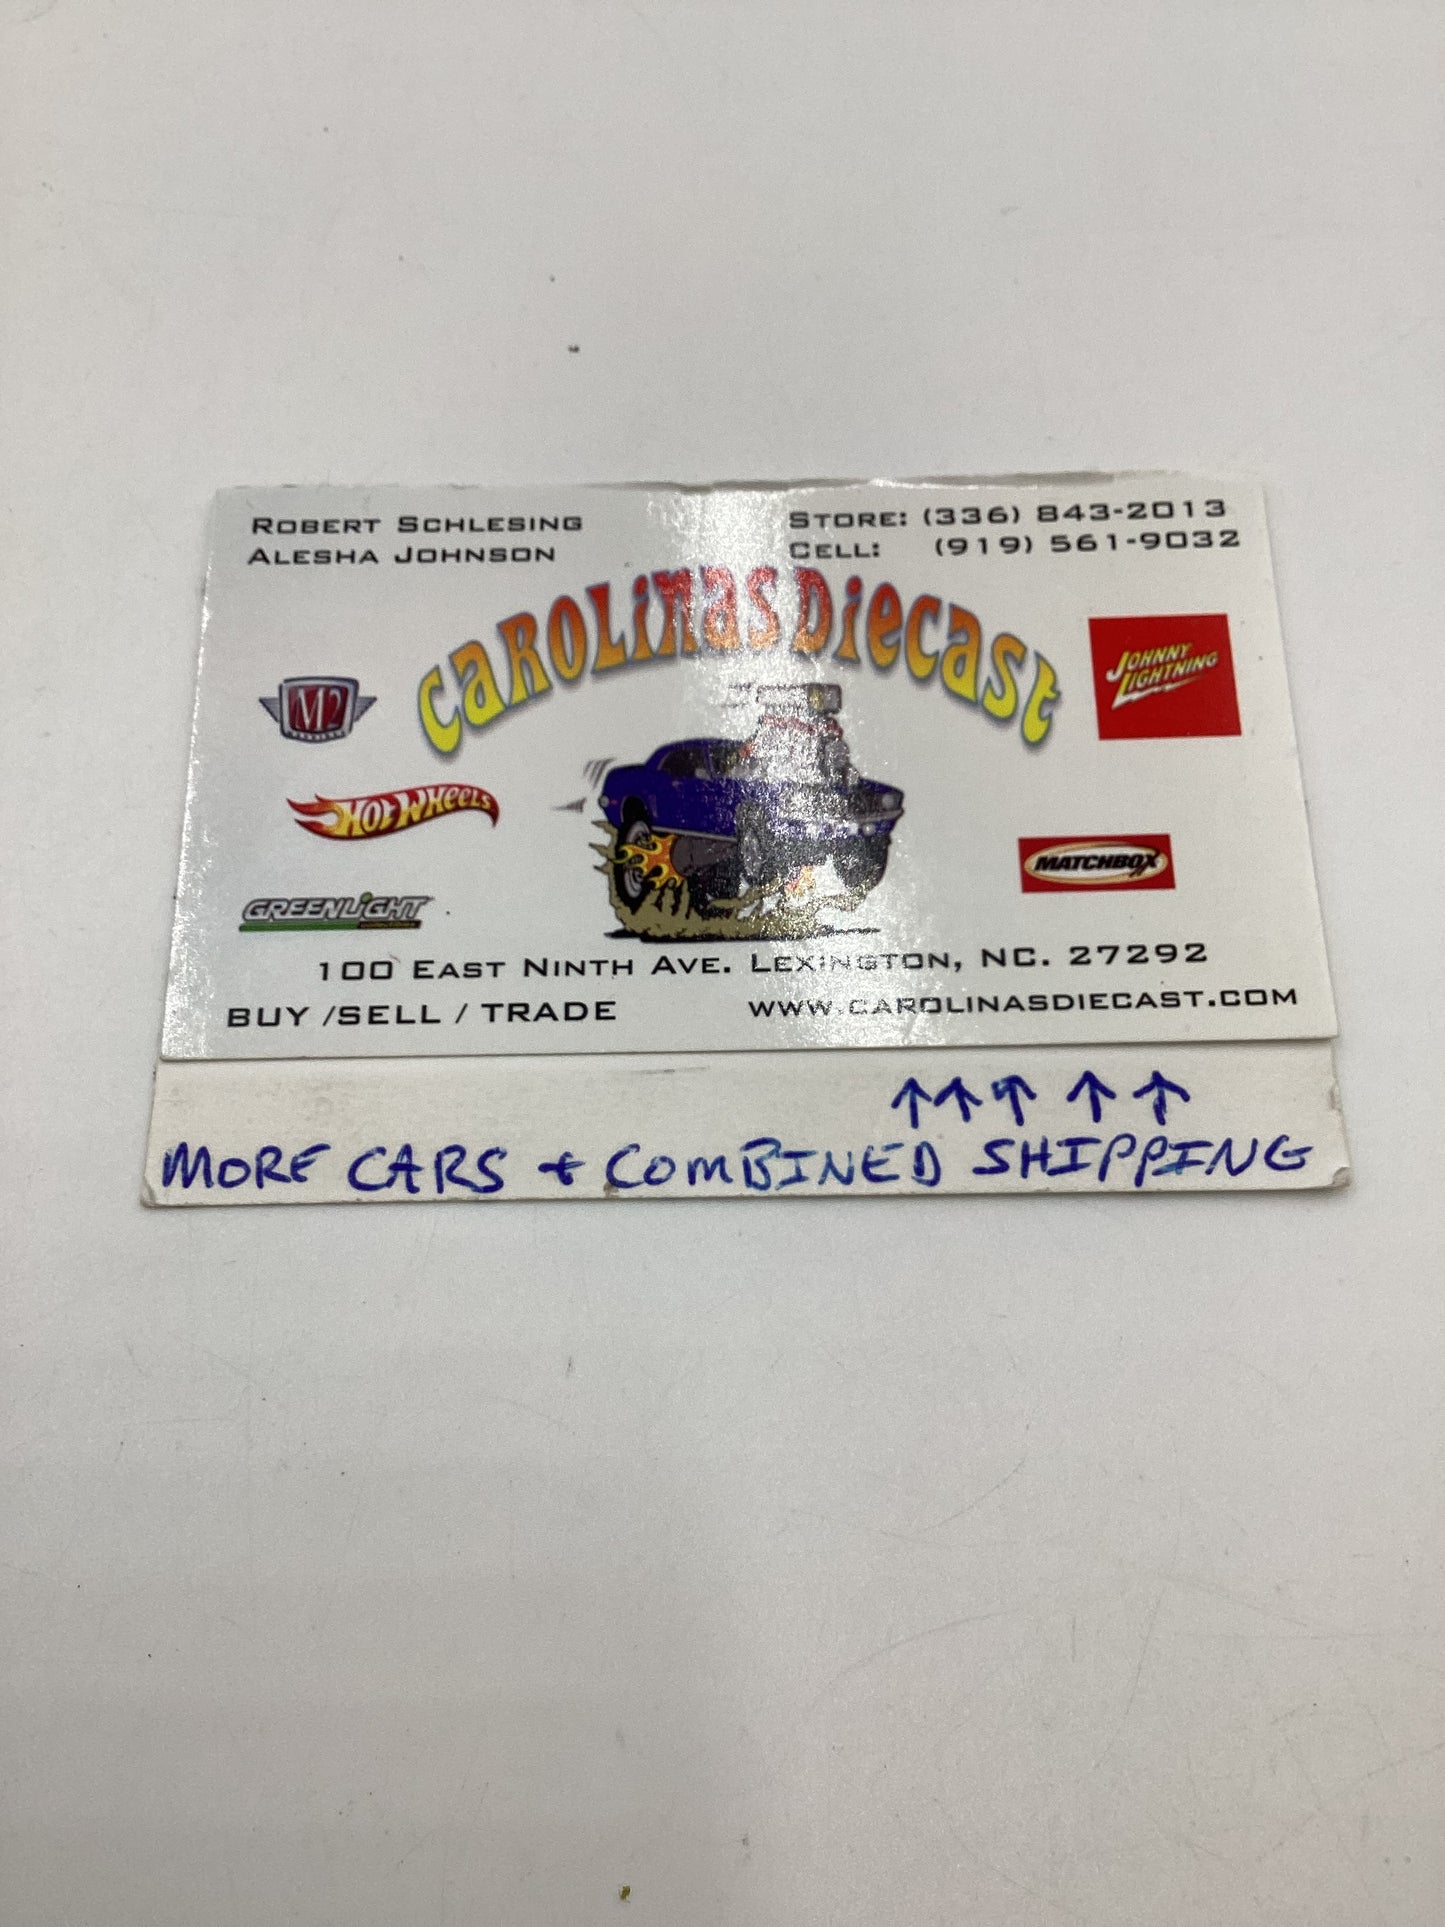 ROBERT SCHLESING
ALESHA JOHNSON
STORE: (336) 843-2013
CELL: (919) 561-9032
CAROLINAS DIECAST
M2
JOHNNY
LIGHTNING
HOT WHEELS
MATCHBOX
GREENLIGHT
100 EAST NINTH AVE. LEXINGTON, NC. 27292
BUY /SELL / TRADE
WWW.CAROLINASDIECAST.COM
↑ ↑ ↑ ↑ ↑
MORE CARS + COMBINED SHIPPING